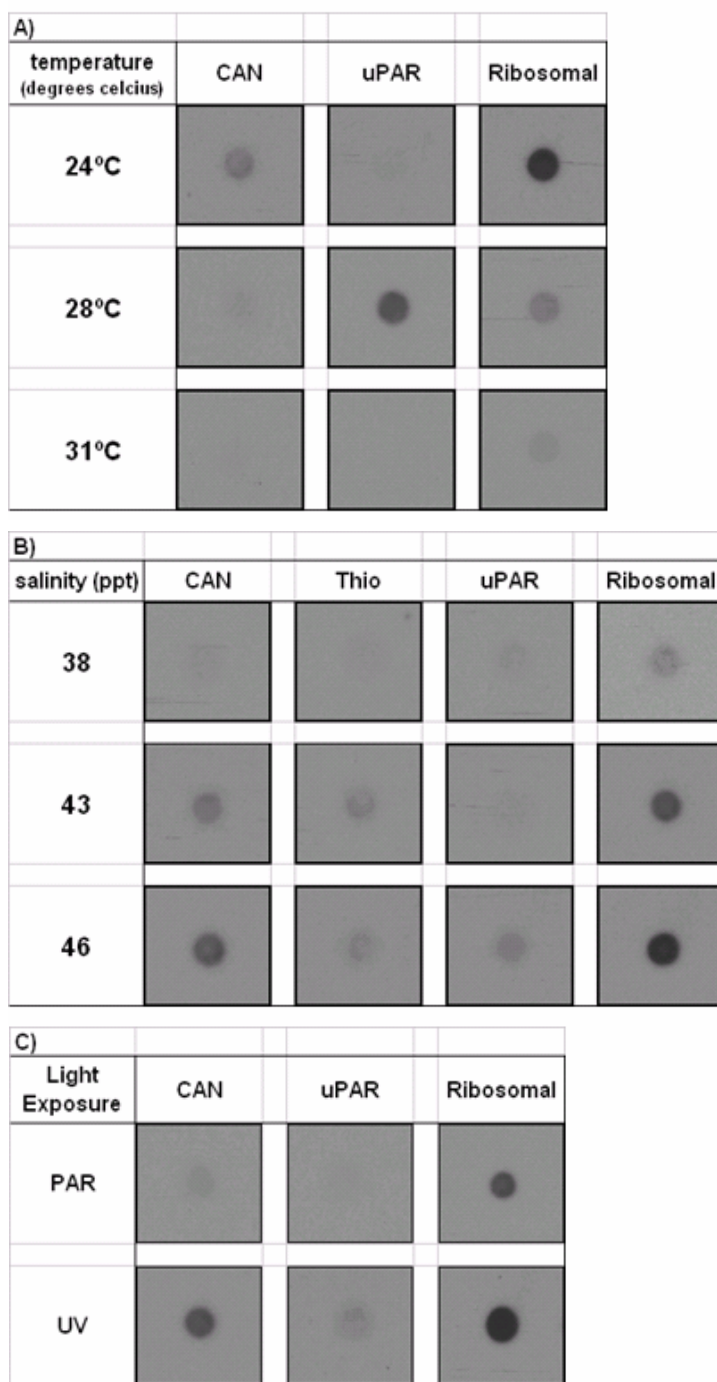 A)
temperature
(degrees celcius)
CAN
uPAR
Ribosomal
24ºC
28ºC
31ºC
B)
salinity (ppt)
CAN
Thio
uPAR
Ribosomal
38
43
46
C)
Light
Exposure
CAN
uPAR
Ribosomal
PAR
UV